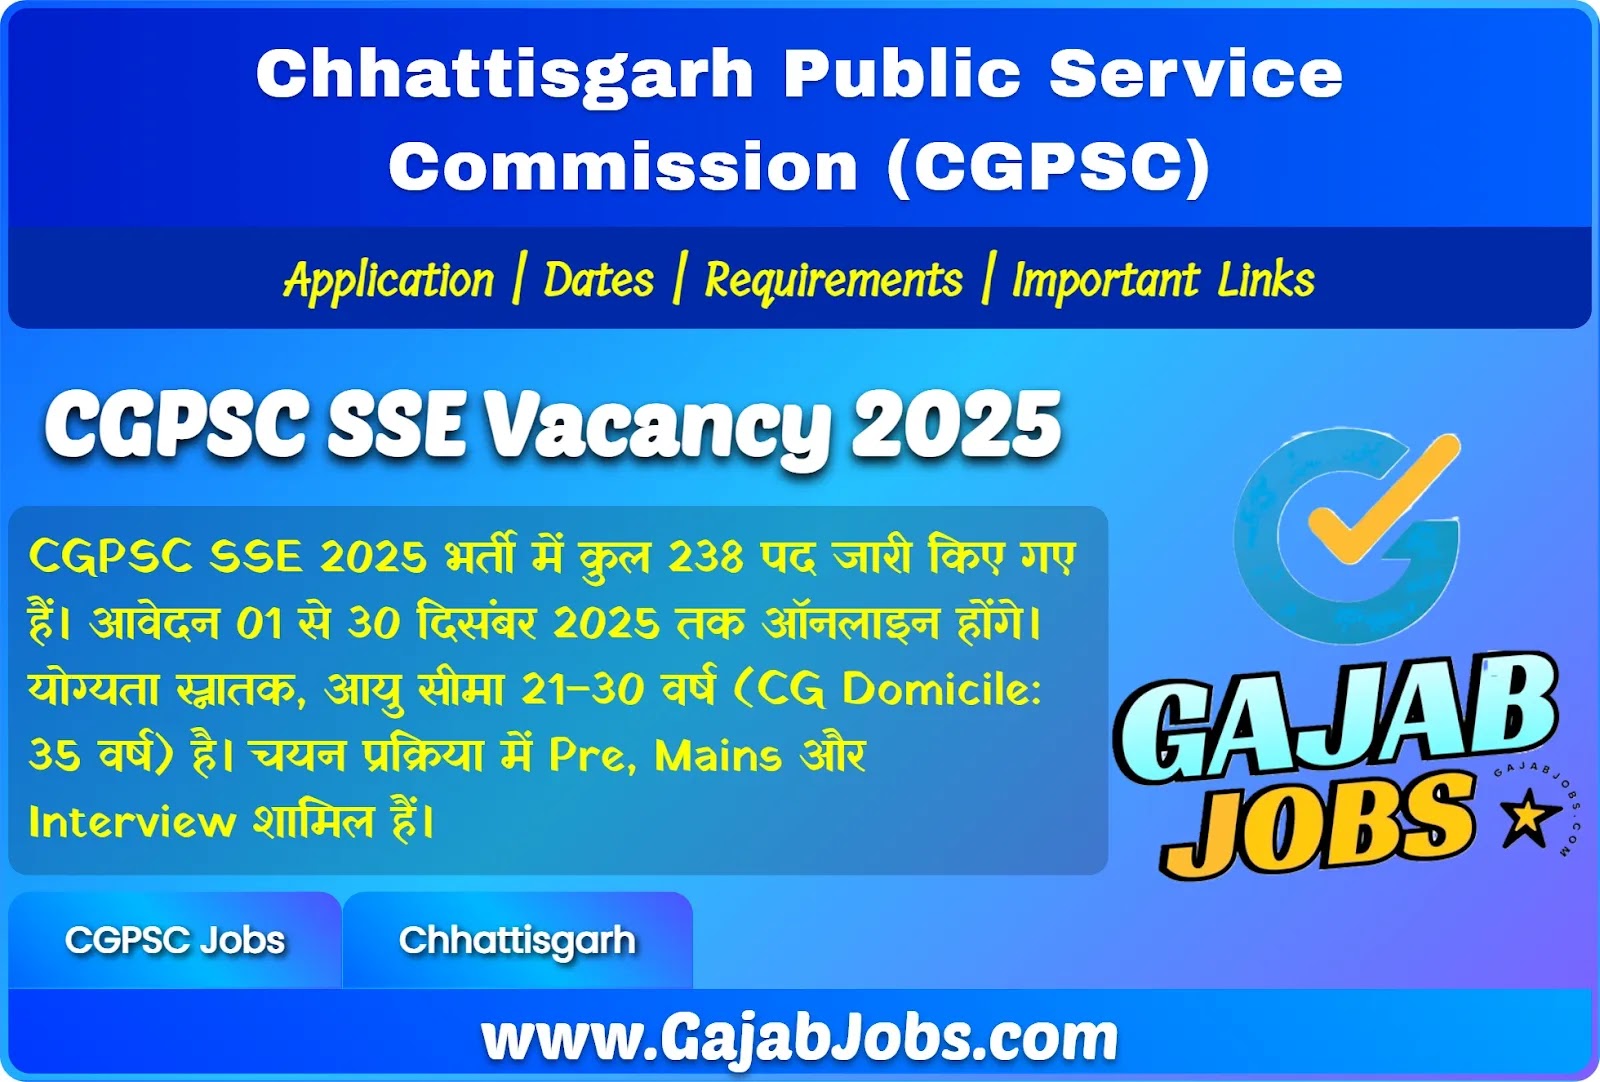 Chhattisgarh Public Service
Commission (CGPSC)
Application | Dates | Requirements | Important Links
CGPSC SSE Vacancy 2025
CGPSC SSE 2025 भर्ती में कुल 238 पद जारी किए गए
हैं। आवेदन 01 से 30 दिसंबर 2025 तक ऑनलाइन होंगे।
योग्यता स्नातक, आयु सीमा 21-30 वर्ष (CG Domicile:
35 वर्ष) है। चयन प्रक्रिया में Pre, Mains और
Interview शामिल हैं।
GAJAB
JOBS
GAJABJOBS.COM
CGPSC Jobs
Chhattisgarh
www.GajabJobs.com